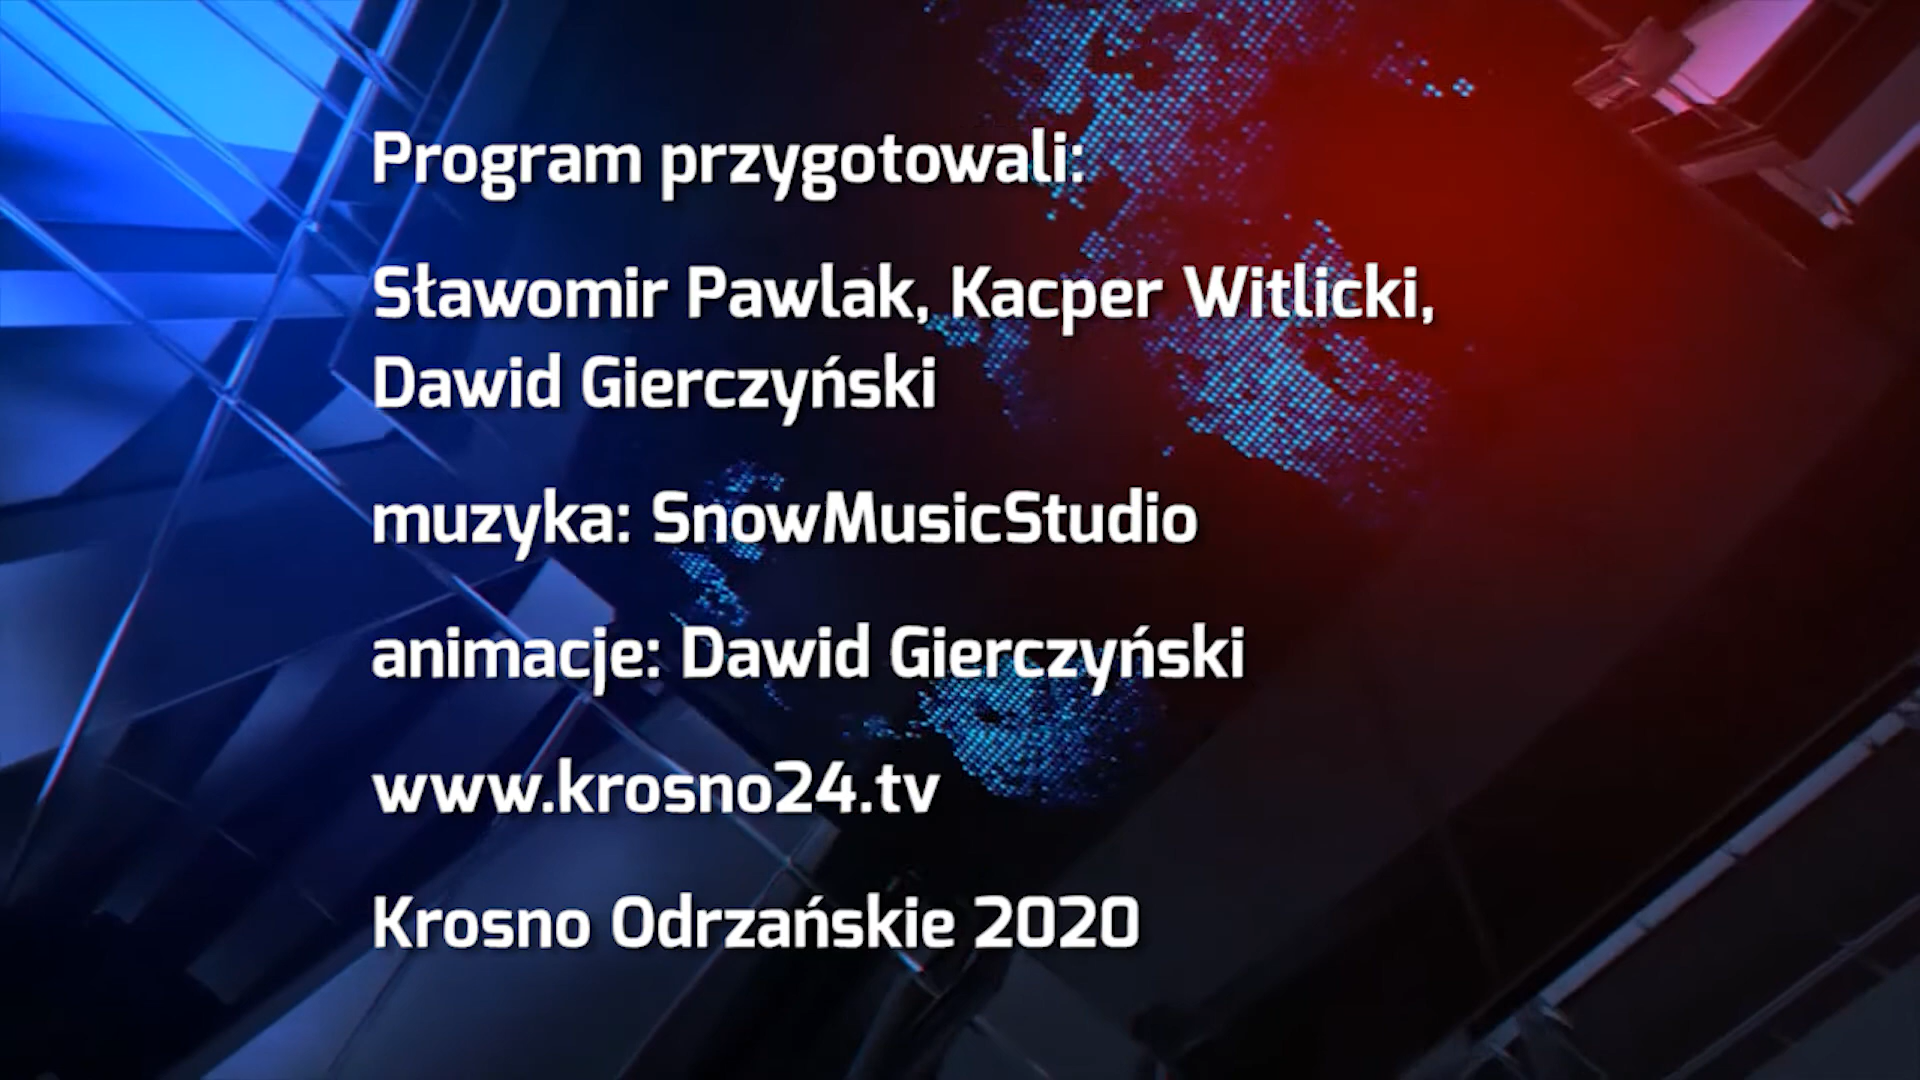 Program przygotowali:
Sławomir Pawlak, Kacper Witlicki,
Dawid Gierczyński
muzyka: SnowMusicStudio
animacje: Dawid Gierczyński
www.krosno24.tv
Krosno Odrzańskie 2020